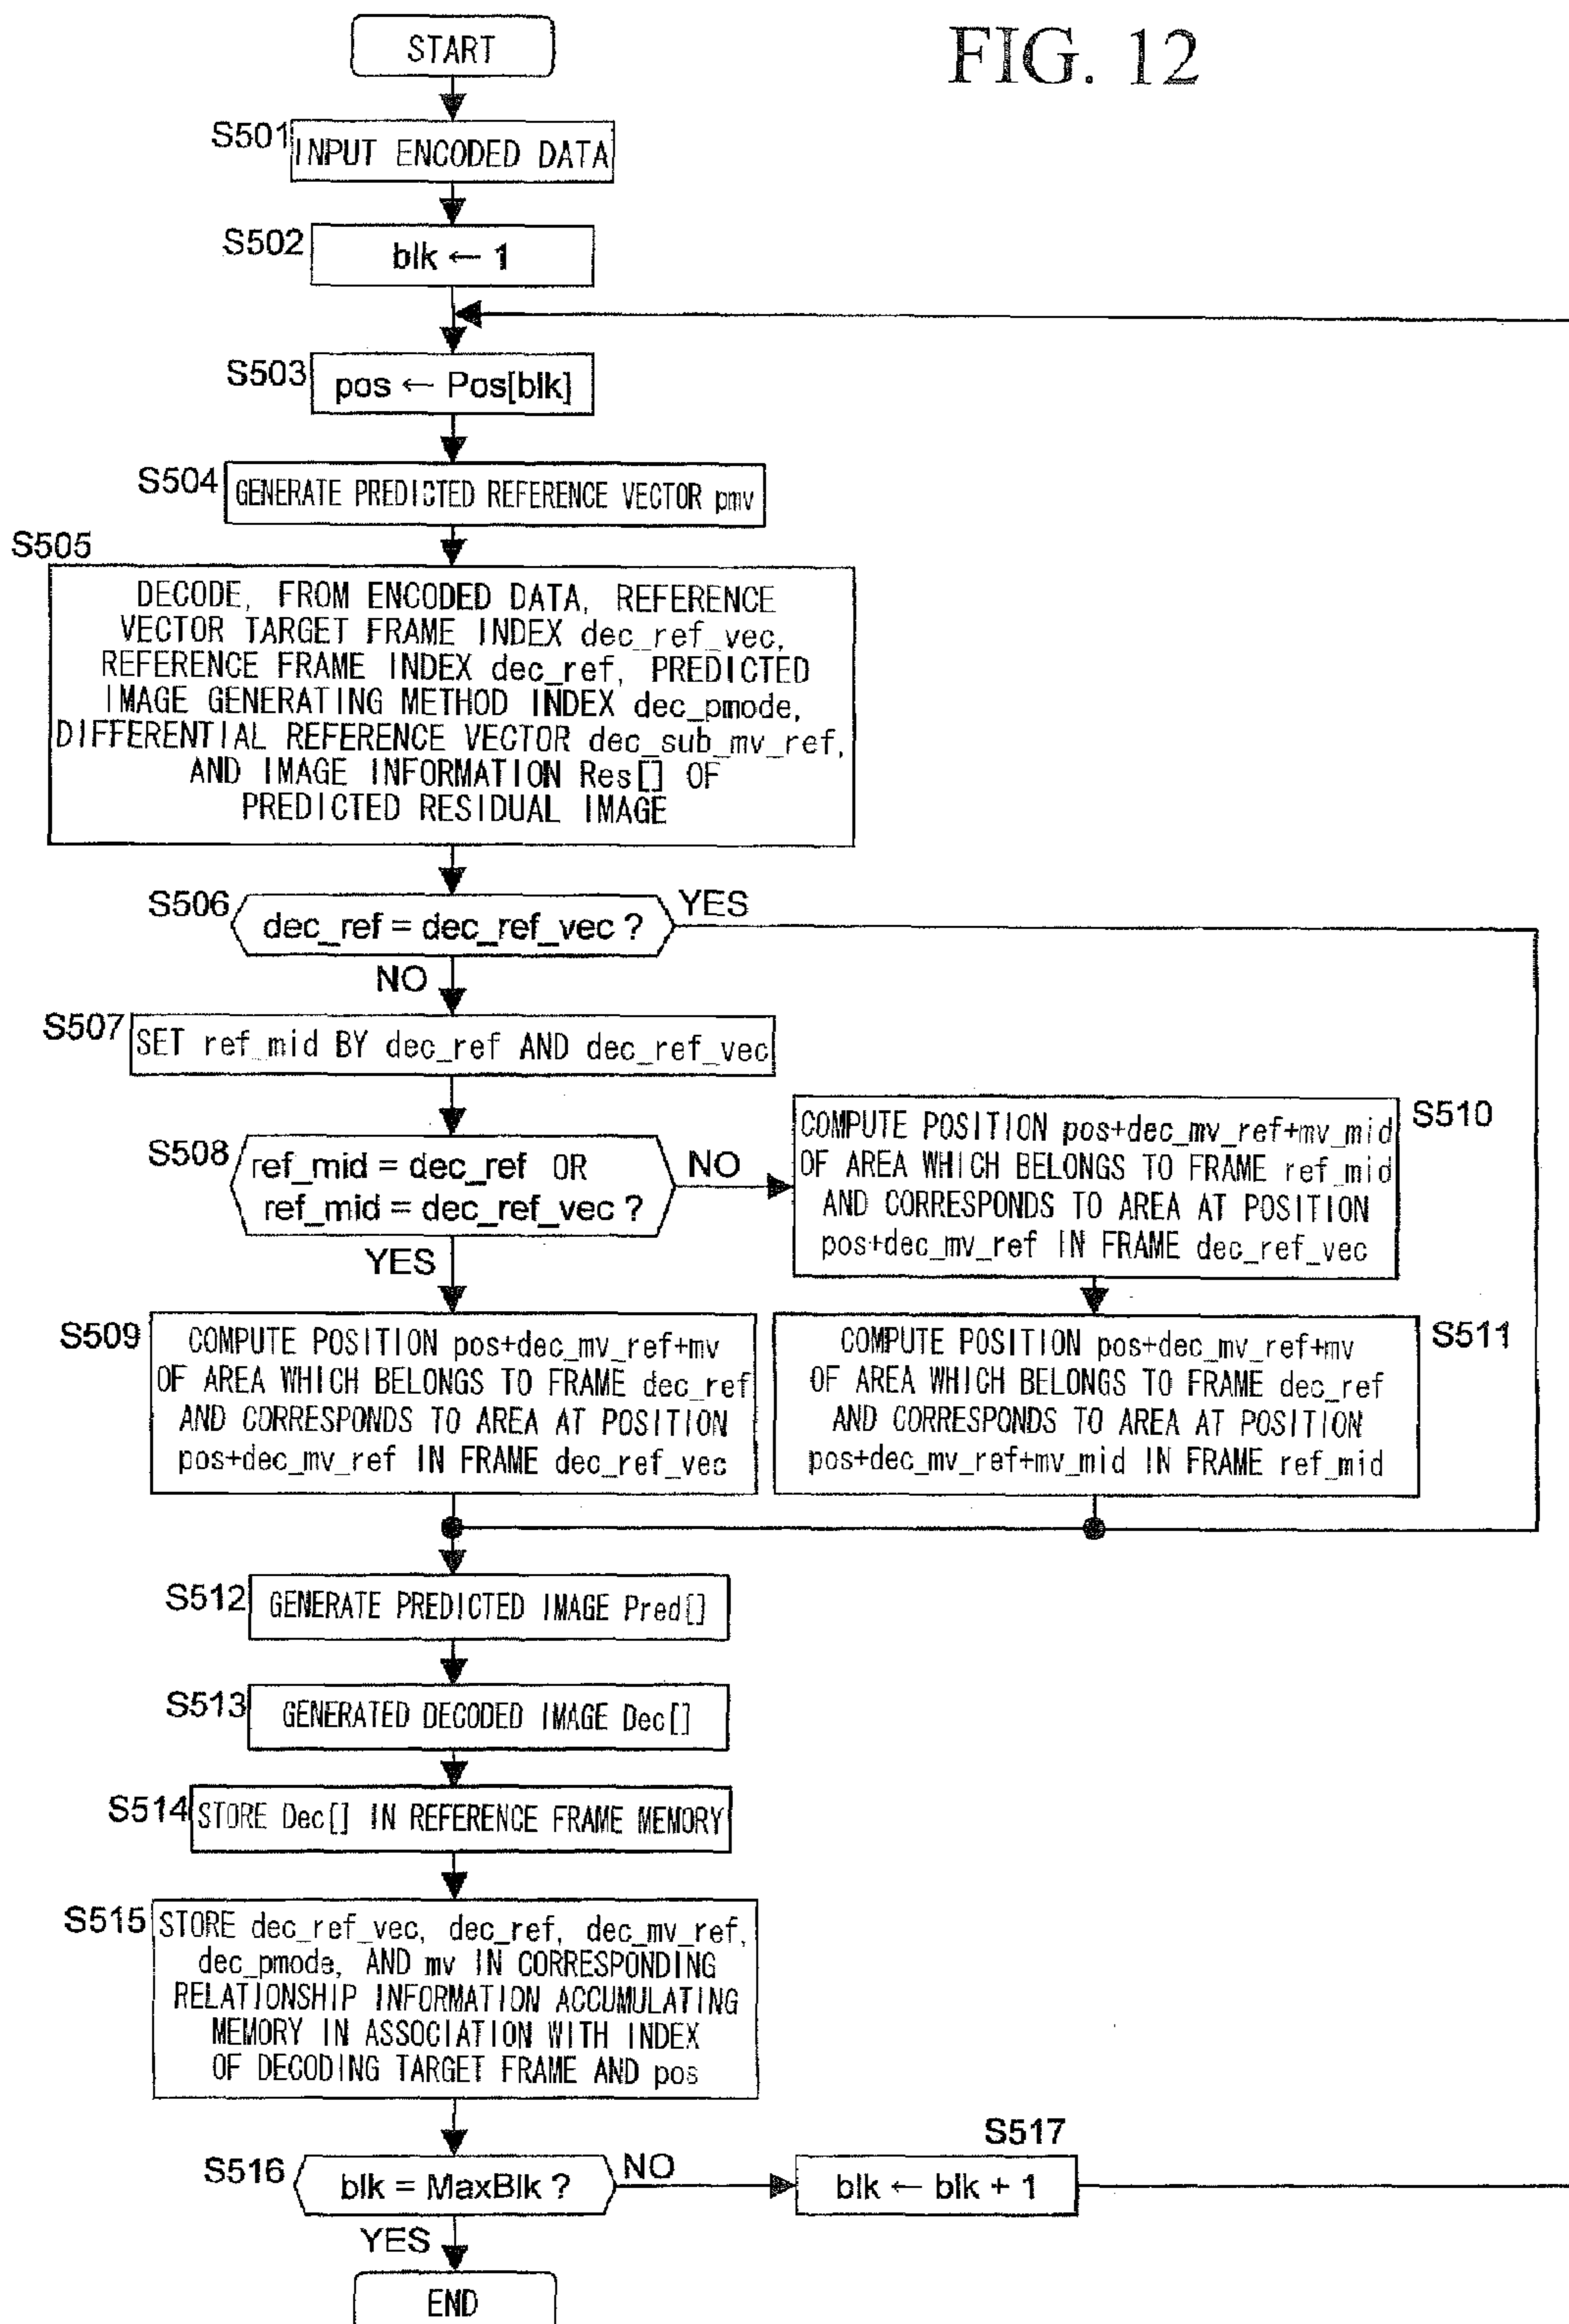 FIG. 12
START
S501
INPUT ENCODED DATA
S502
blk ← 1
S503
pos ← Pos[blk]
S504
GENERATE PREDICTED REFERENCE VECTOR pmv
S505
DECODE, FROM ENCODED DATA, REFERENCE
VECTOR TARGET FRAME INDEX dec_ref_vec,
REFERENCE FRAME INDEX dec_ref, PREDICTED
IMAGE GENERATING METHOD INDEX dec_pmode,
DIFFERENTIAL REFERENCE VECTOR dec_sub_mv_ref,
AND IMAGE INFORMATION Res[] OF
PREDICTED RESIDUAL IMAGE
S506
dec_ref = dec_ref_vec ?
YES
NO
S507
SET ref_mid BY dec_ref AND dec_ref_vec
S508
ref_mid = dec_ref OR
ref_mid = dec_ref_vec ?
NO
YES
S510
COMPUTE POSITION pos+dec_mv_ref+mv_mid
OF AREA WHICH BELONGS TO FRAME ref_mid
AND CORRESPONDS TO AREA AT POSITION
pos+dec_mv_ref IN FRAME dec_ref_vec
S509
COMPUTE POSITION pos+dec_mv_ref+mv
OF AREA WHICH BELONGS TO FRAME dec_ref
AND CORRESPONDS TO AREA AT POSITION
pos+dec_mv_ref IN FRAME dec_ref_vec
S511
COMPUTE POSITION pos+dec_mv_ref+mv
OF AREA WHICH BELONGS TO FRAME dec_ref
AND CORRESPONDS TO AREA AT POSITION
pos+dec_mv_ref+mv_mid IN FRAME ref_mid
S512
GENERATE PREDICTED IMAGE Pred[]
S513
GENERATED DECODED IMAGE Dec[]
S514
STORE Dec[] IN REFERENCE FRAME MEMORY
S515
STORE dec_ref_vec, dec_ref, dec_mv_ref,
dec_pmode, AND mv IN CORRESPONDING
RELATIONSHIP INFORMATION ACCUMULATING
MEMORY IN ASSOCIATION WITH INDEX
OF DECODING TARGET FRAME AND pos
S516
blk = MaxBlk ?
NO
S517
blk ← blk + 1
YES
END